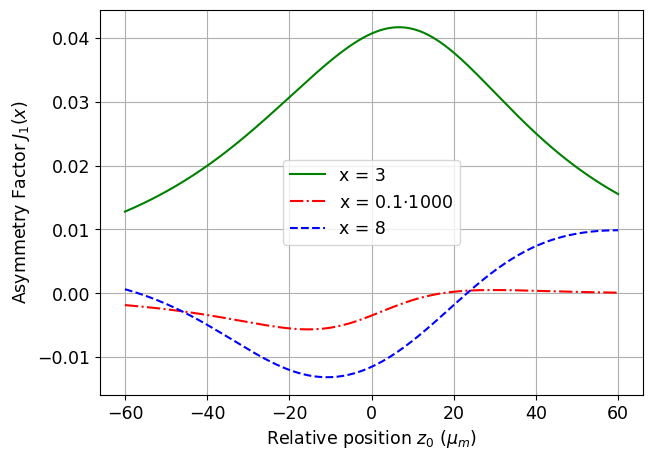 0.04
0.03
0.02
0.01
0.00
−0.01
Asymmetry Factor J₁(x)
x = 3
x = 0.1·1000
x = 8
−60 −40 −20 0 20 40 60
Relative position z₀ (μₘ)